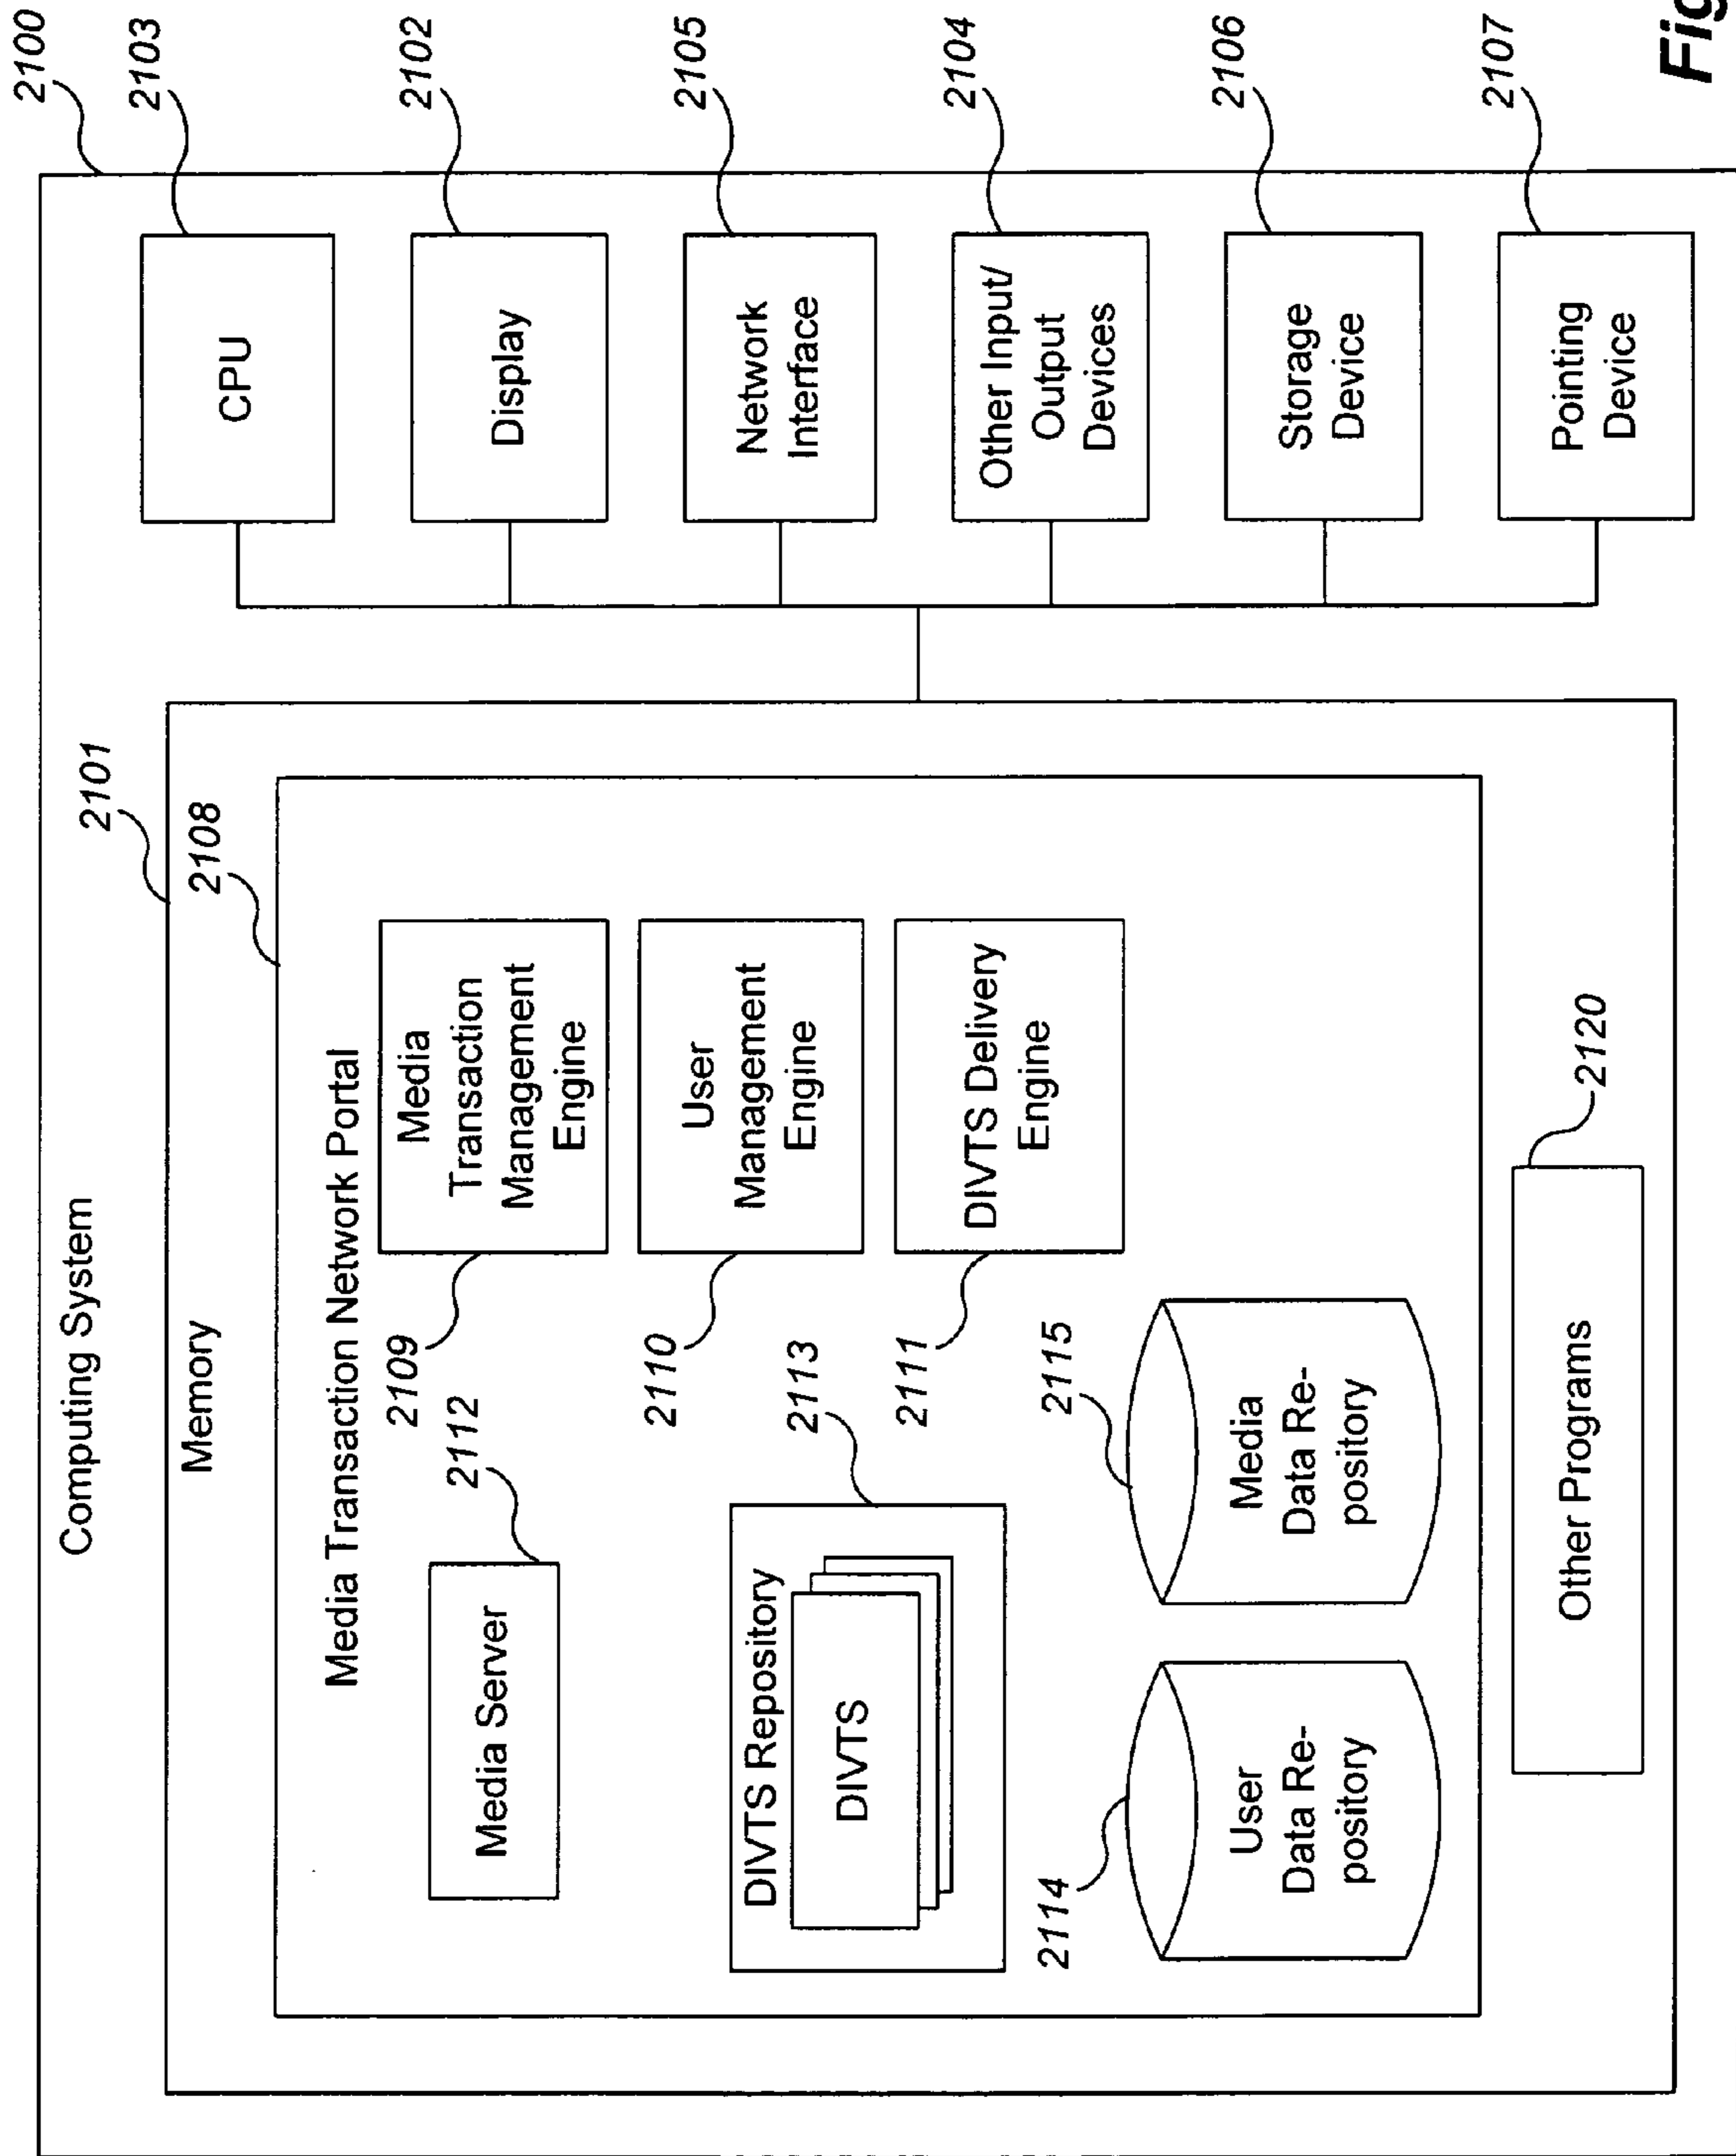 Computing System
2100
2101
Memory
2108
Media Transaction Network Portal
2112
Media Server
2109
Media
Transaction
Management
Engine
2110
User
Management
Engine
2113
DIVTS Repository
DIVTS
2111
DIVTS Delivery
Engine
2114
User
Data Re-
pository
2115
Media
Data Re-
pository
2120
Other Programs
2103
CPU
2102
Display
2105
Network
Interface
2104
Other Input/
Output
Devices
2106
Storage
Device
2107
Pointing
Device
Fig